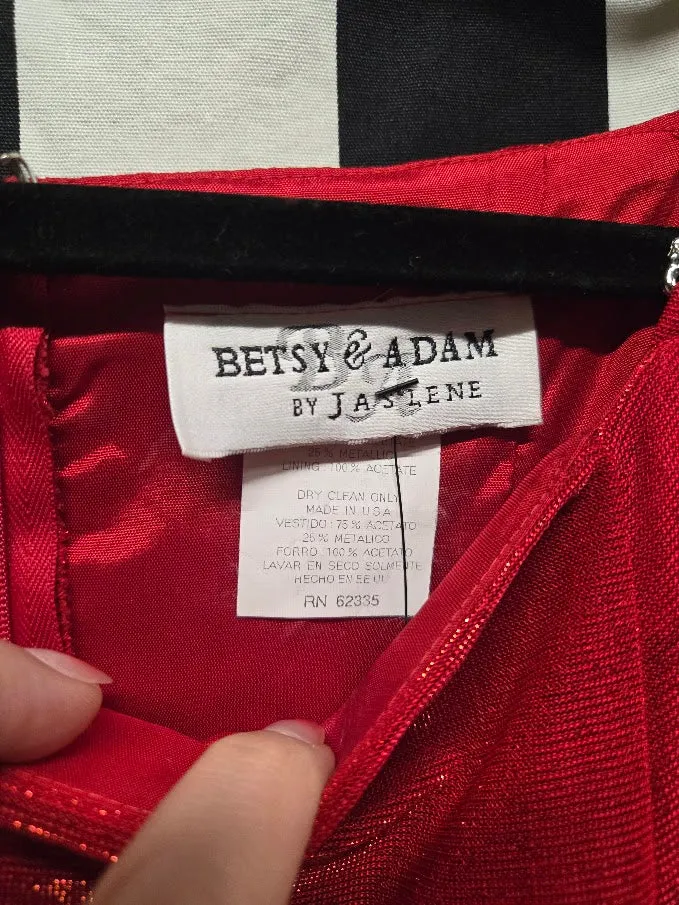 BETSY & ADAM
BY JASLENE
25% METALLIC
LINING: 100% ACETATE
DRY CLEAN ONLY
MADE IN USA
VESTIDO: 75% ACETATO
25% METALICO
FORRO: 100% ACETATO
LAVAR EN SECO SOLMENTE
HECHO EN EE UU
RN 62335